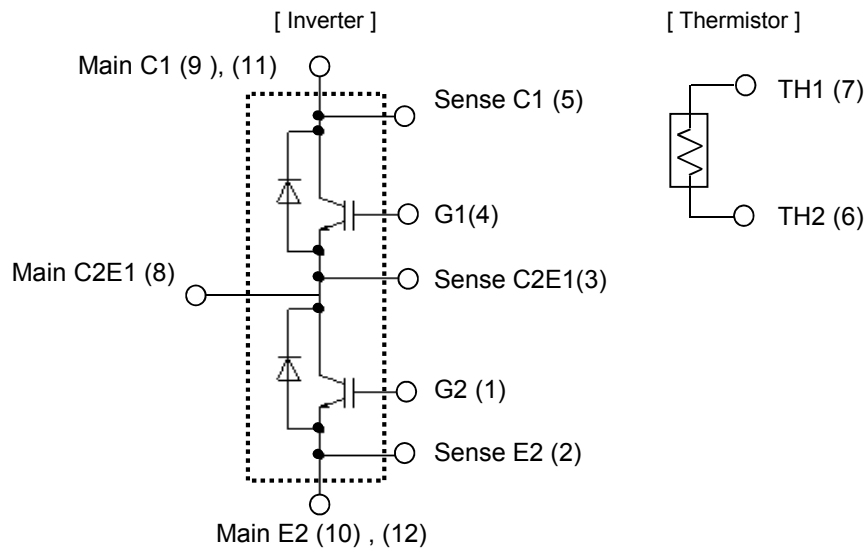 [ Inverter ]
[ Thermistor ]
Main C1 (9 ) , (11)
Sense C1 (5)
TH1 (7)
G1(4)
TH2 (6)
Main C2E1 (8)
Sense C2E1(3)
G2 (1)
Sense E2 (2)
Main E2 (10) , (12)